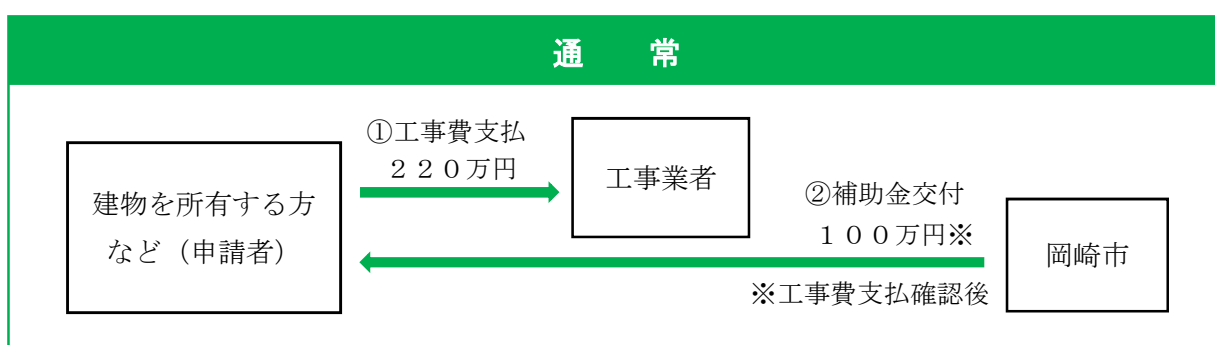 通　常
①工事費支払
２２０万円
建物を所有する方
など（申請者）
工事業者
②補助金交付
１００万円※
※工事費支払確認後
岡崎市